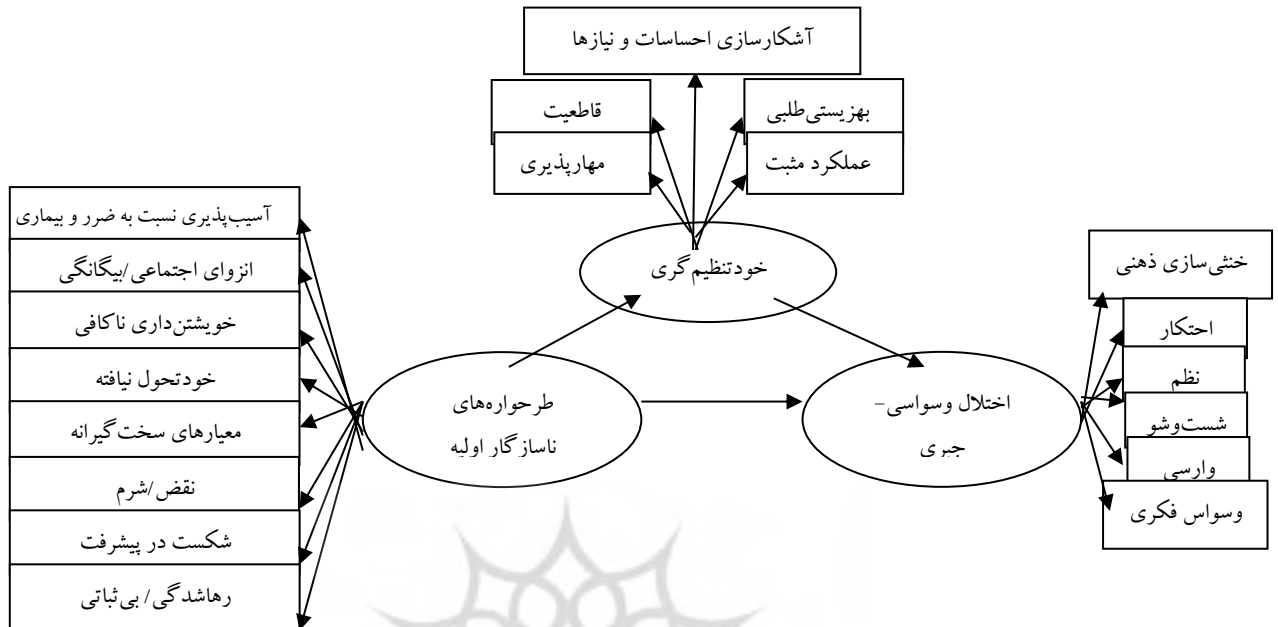 آشکارسازی احساسات و نیازها
بهزیستی‌طلبی
قاطعیت
عملکرد مثبت
مهارپذیری
خودتنظیم‌گری
خنثی‌سازی ذهنی
احتکار
نظم
شست‌وشو
وارسی
وسواس فکری
اختلال وسواسی-
جبری
طرحواره‌های
ناسازگار اولیه
آسیب‌پذیری نسبت به ضرر و بیماری
انزوای اجتماعی/بیگانگی
خویشتن‌داری ناکافی
خودتحول نیافته
معیارهای سخت‌گیرانه
نقض/شرم
شکست در پیشرفت
رهاشدگی/ بی‌ثباتی